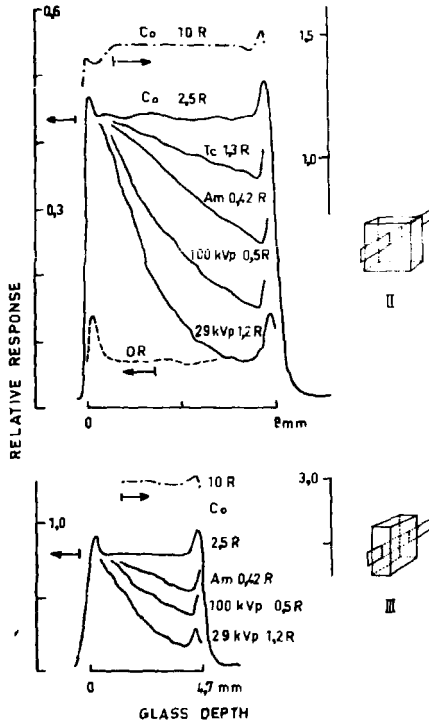 0,6
Co 10 R
1,5
Co 2,5 R
Tc 1,3 R
1,0
Am 0,42 R
0,3
100 kVp 0,5 R
II
29 kVp 1,2 R
OR
RELATIVE RESPONSE
0
8mm
10 R
3,0
Co
1,0
2,5 R
Am 0,42 R
100 kVp 0,5 R
III
29 kVp 1,2 R
0
4,7 mm
GLASS DEPTH